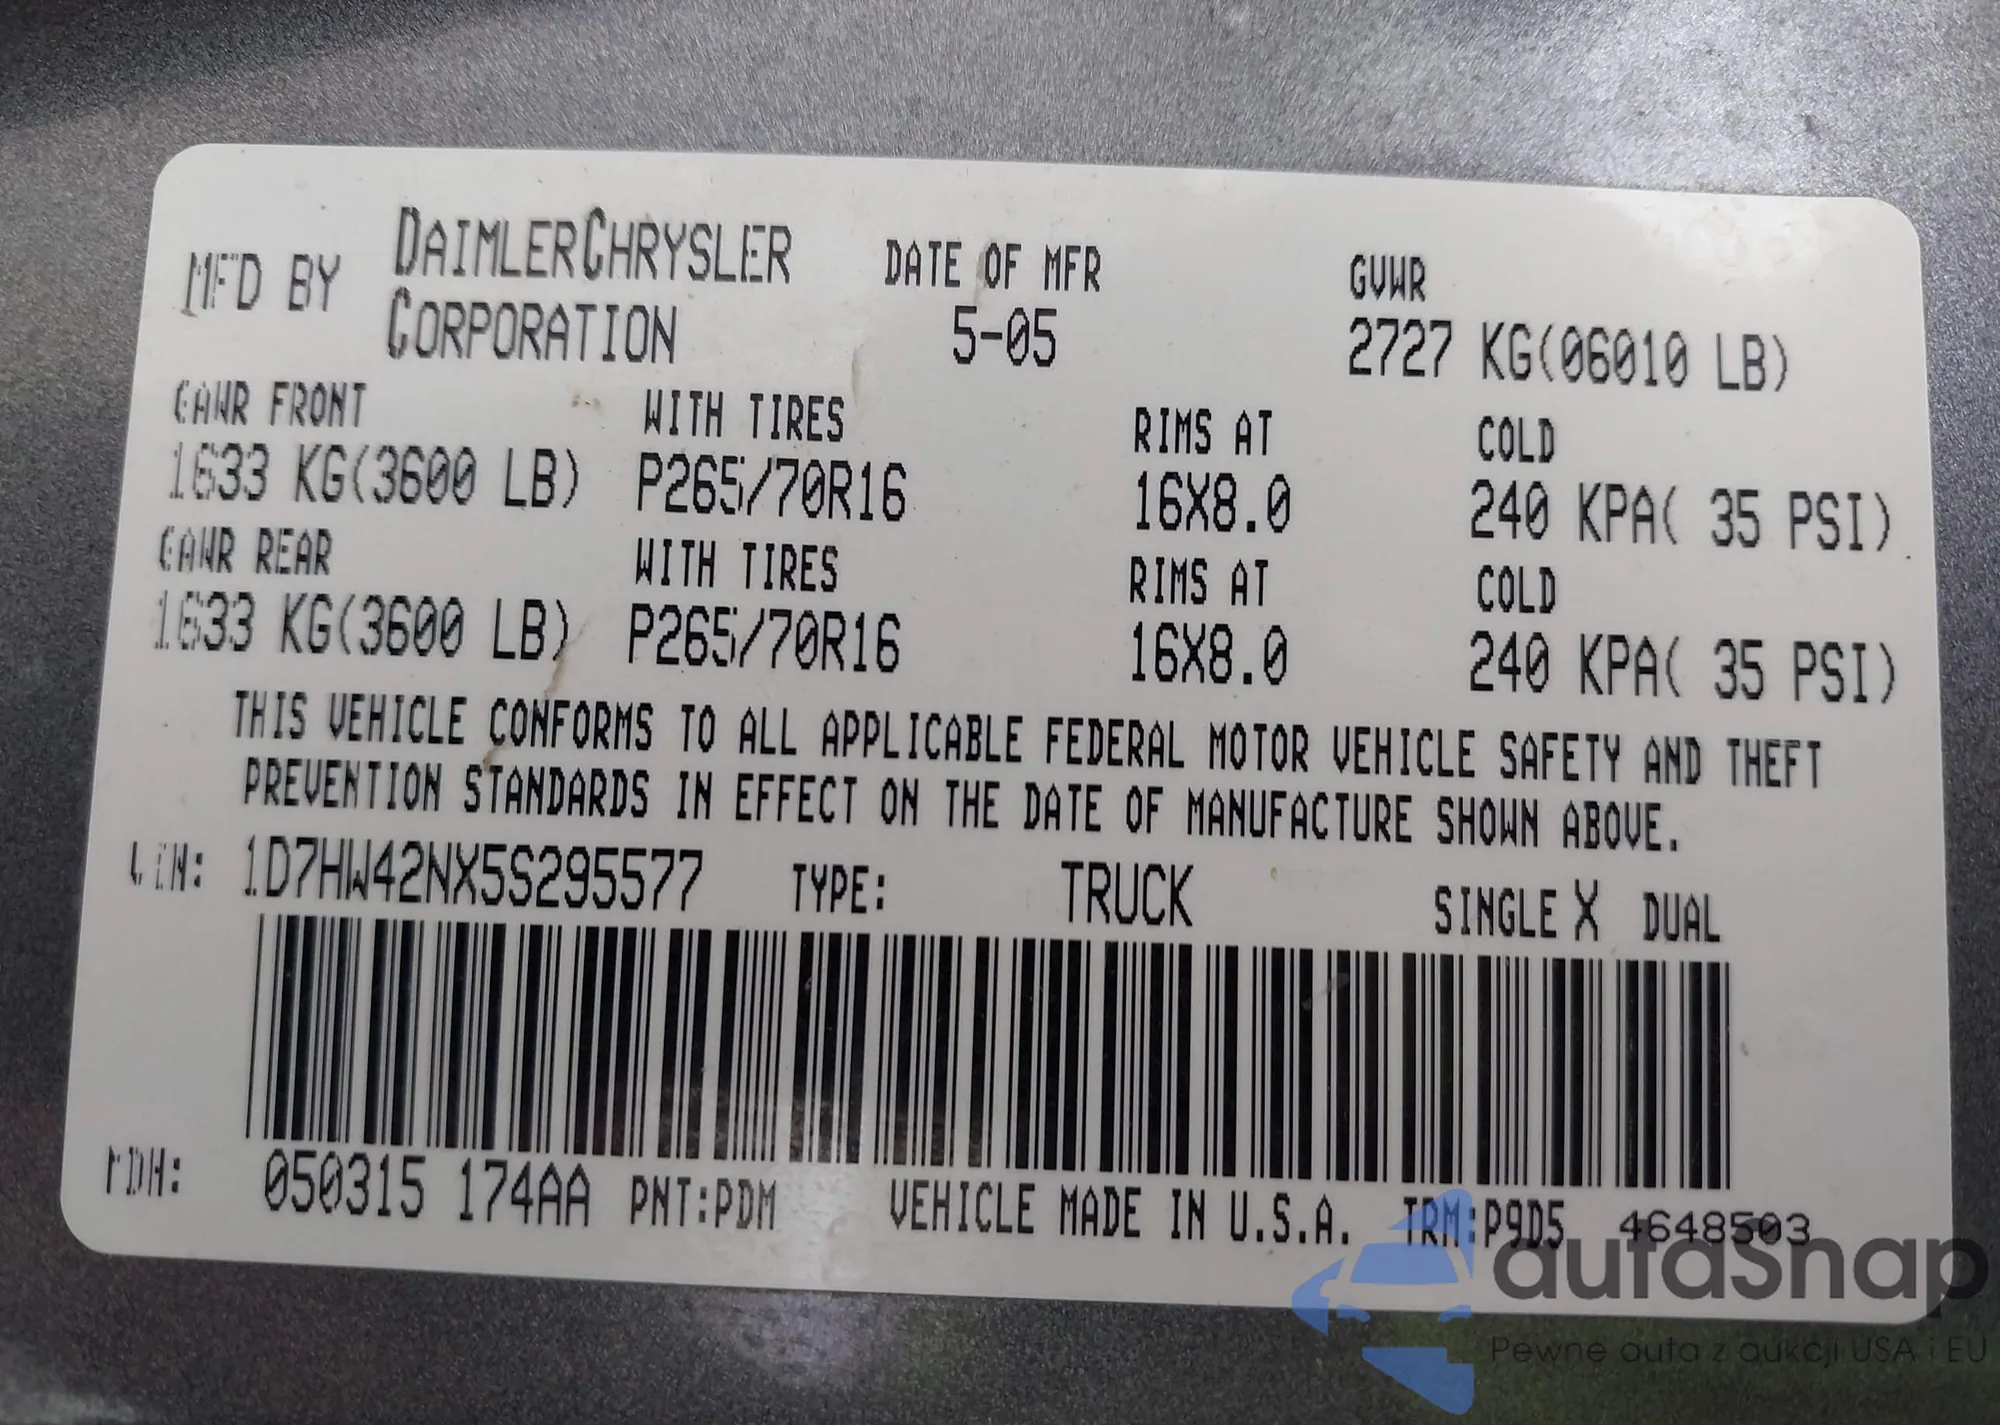 MFD BY DAIMLERCHRYSLER CORPORATION DATE OF MFR 5-05 GVWR 2727 KG(06010 LB)
GAWR FRONT WITH TIRES RIMS AT COLD
1633 KG(3600 LB) P265/70R16 16X8.0 240 KPA( 35 PSI)
GAWR REAR WITH TIRES RIMS AT COLD
1633 KG(3600 LB) P265/70R16 16X8.0 240 KPA( 35 PSI)
THIS VEHICLE CONFORMS TO ALL APPLICABLE FEDERAL MOTOR VEHICLE SAFETY AND THEFT
PREVENTION STANDARDS IN EFFECT ON THE DATE OF MANUFACTURE SHOWN ABOVE.
VIN: 1D7HW42NX5S295577 TYPE: TRUCK SINGLE X DUAL
MDH: 050315 174AA PNT:PDM VEHICLE MADE IN U.S.A. TRM:P9D5 4648503
autaSnap
Pewne auta z aukcji USA i EU